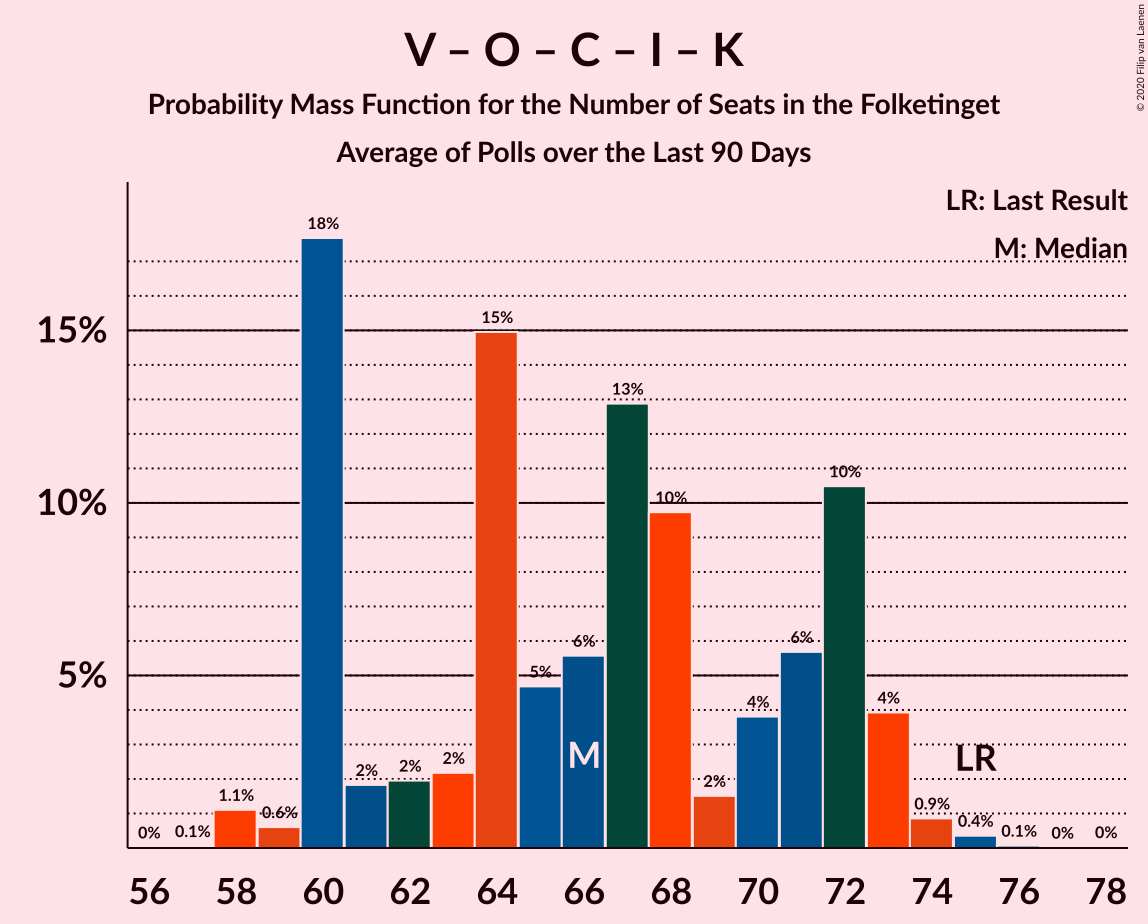 V – O – C – I – K
Probability Mass Function for the Number of Seats in the Folketinget
Average of Polls over the Last 90 Days
© 2020 Filip van Laenen
LR: Last Result
M: Median
18%
15%
15%
13%
10%
10%
10%
6%
6%
5%
5%
4%
4%
M
LR
2%
2%
2%
2%
1.1%
0.9%
0.6%
0.4%
0%
0.1%
0.1%
0%
0%
56 58 60 62 64 66 68 70 72 74 76 78